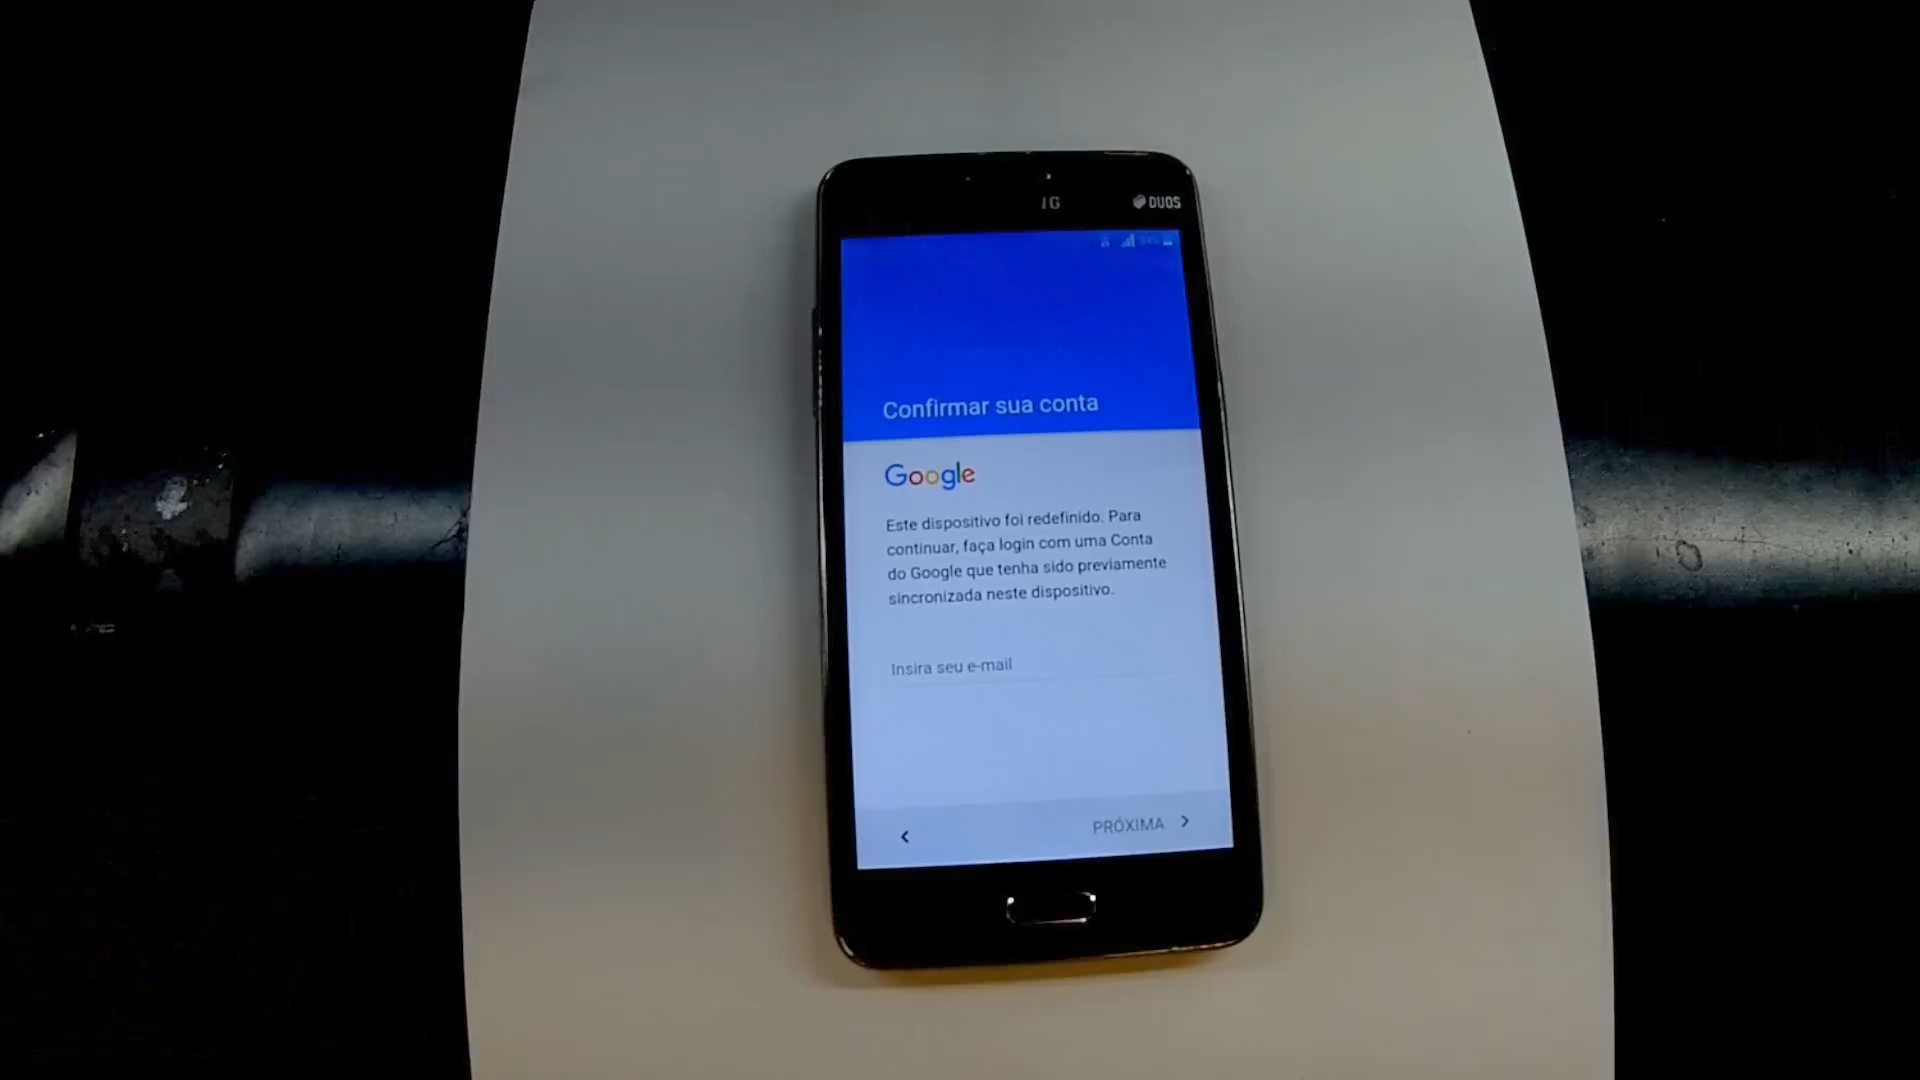 DUOS
Confirmar sua conta
Google
Este dispositivo foi redefinido. Para
continuar, faça login com uma Conta
do Google que tenha sido previamente
sincronizada neste dispositivo.
Insira seu e-mail
PRÓXIMA